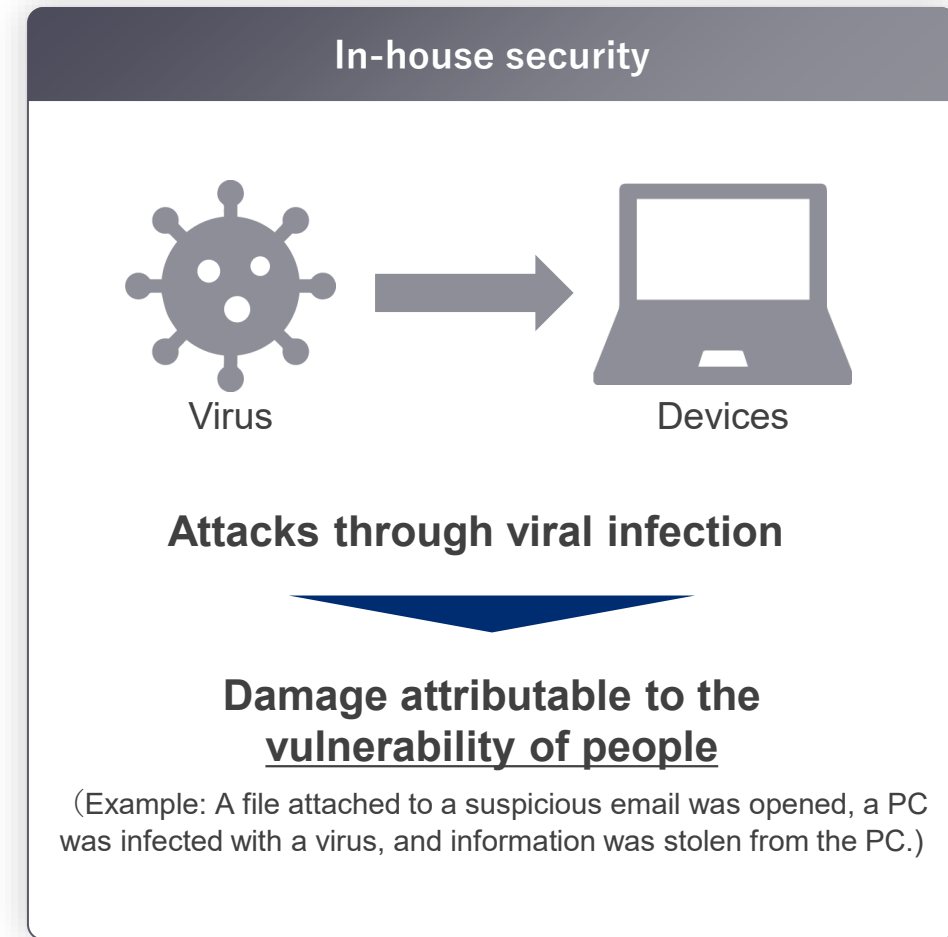 In-house security
Virus
Devices
Attacks through viral infection
Damage attributable to the
vulnerability of people
（Example: A file attached to a suspicious email was opened, a PC
was infected with a virus, and information was stolen from the PC.)